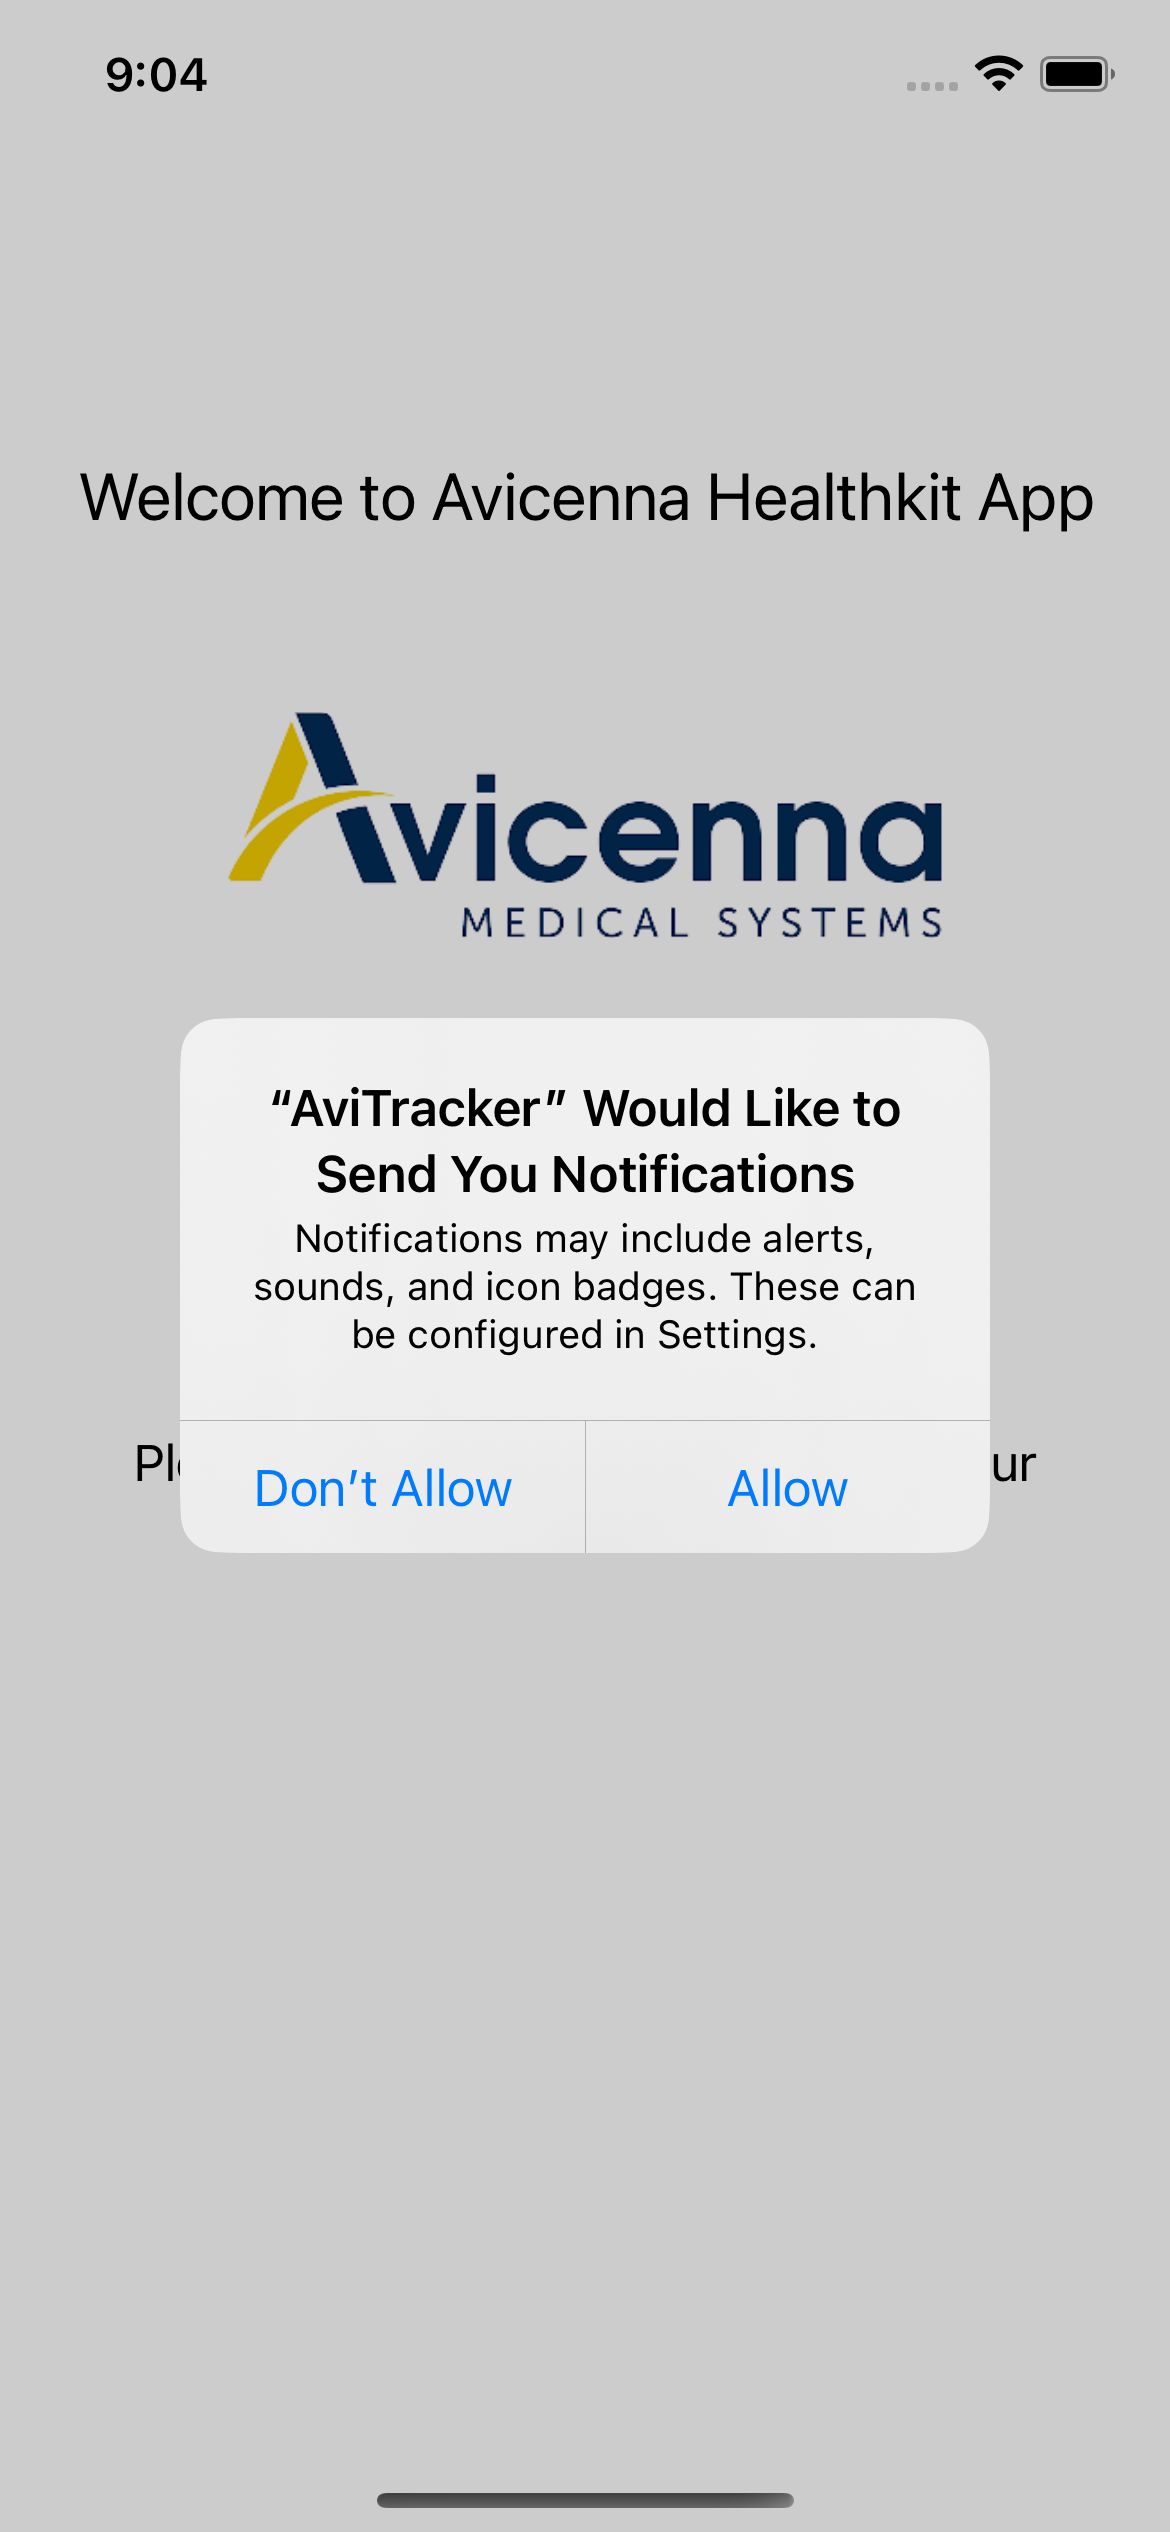 9:04
Welcome to Avicenna Healthkit App
Avicenna
MEDICAL SYSTEMS
“AviTracker” Would Like to
Send You Notifications
Notifications may include alerts,
sounds, and icon badges. These can
be configured in Settings.
Don’t Allow
Allow